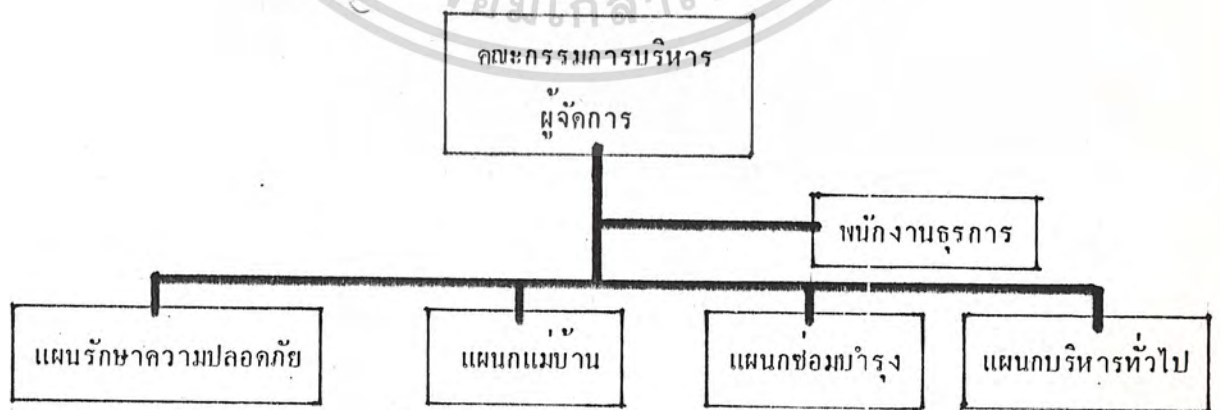 คณะกรรมการบริหาร
ผู้จัดการ
พนักงานธุรการ
แผนรักษาความปลอดภัย
แผนกแม่บ้าน
แผนกซ่อมบำรุง
แผนกบริหารทั่วไป